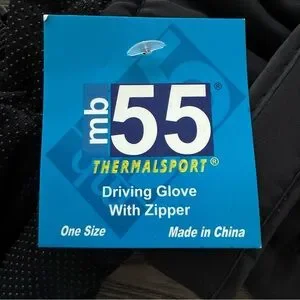 mb 55®
THERMALSPORT®
Driving Glove
With Zipper
One Size Made in China